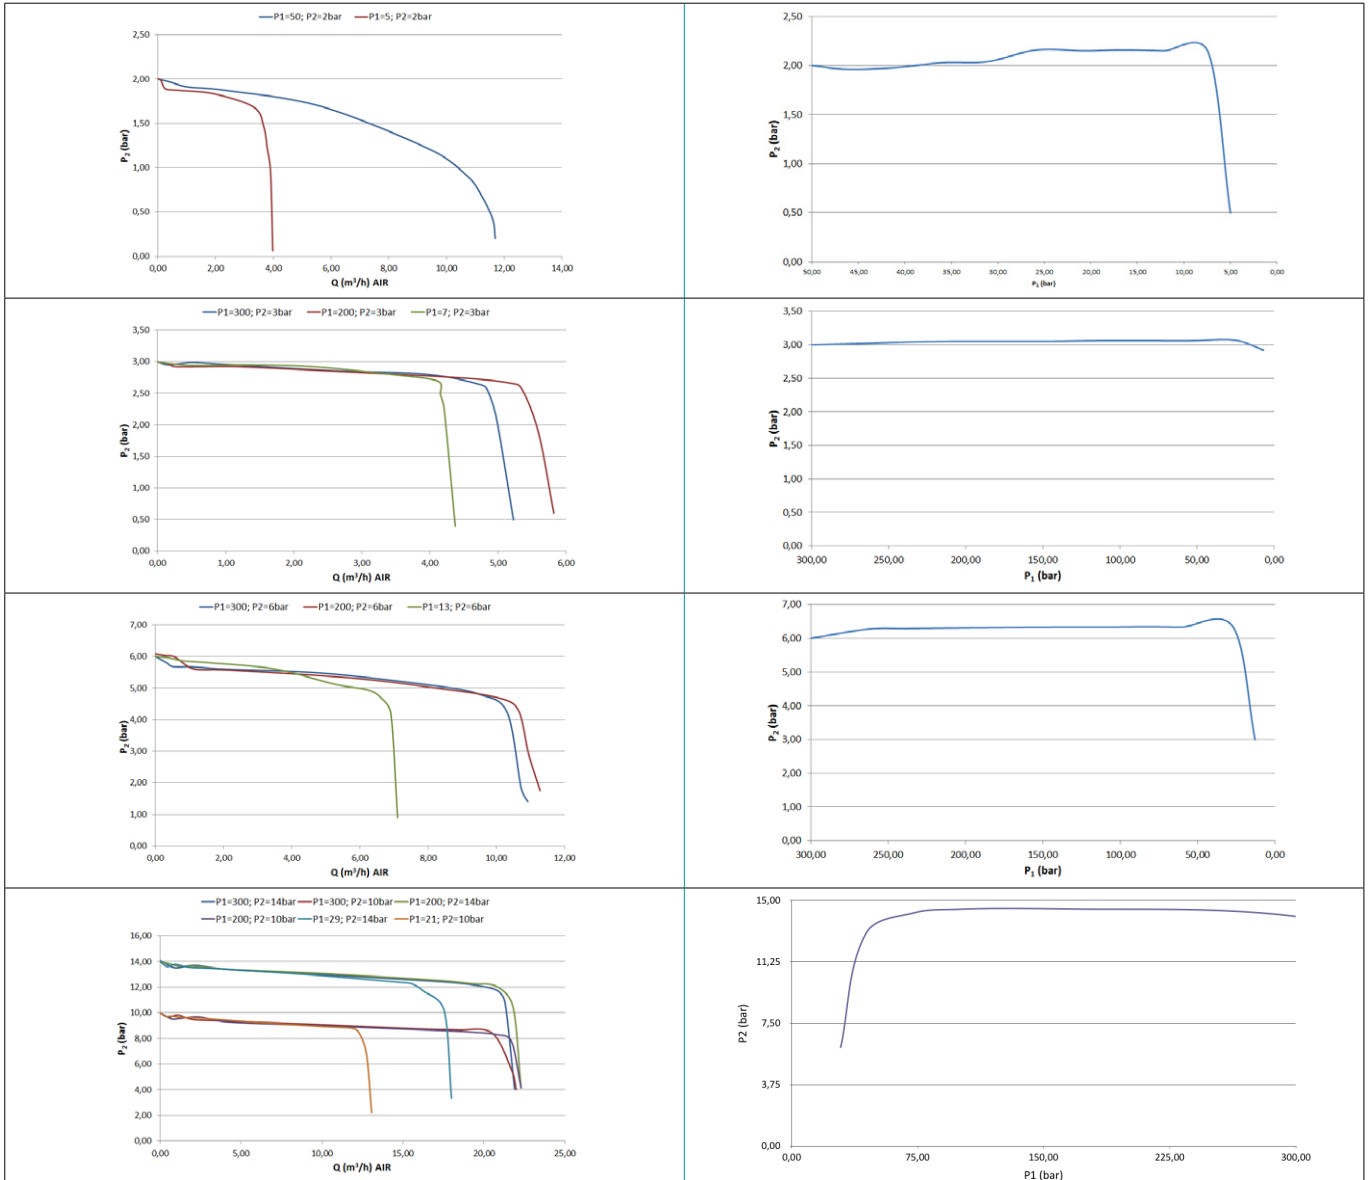 P1=50; P2=2bar P1=5; P2=2bar
2,50
2,00
1,50
1,00
0,50
0,00
P₂ (bar)
0,00 2,00 4,00 6,00 8,00 10,00 12,00 14,00
Q (m³/h) AIR
2,50
2,00
1,50
1,00
0,50
0,00
P₂ (bar)
50,00 45,00 40,00 35,00 30,00 25,00 20,00 15,00 10,00 5,00 0,00
P₁ (bar)
P1=300; P2=3bar P1=200; P2=3bar P1=7; P2=3bar
3,50
3,00
2,50
2,00
1,50
1,00
0,50
0,00
P₂ (bar)
0,00 1,00 2,00 3,00 4,00 5,00 6,00
Q (m³/h) AIR
3,50
3,00
2,50
2,00
1,50
1,00
0,50
0,00
P₂ (bar)
300,00 250,00 200,00 150,00 100,00 50,00 0,00
P₁ (bar)
P1=300; P2=6bar P1=200; P2=6bar P1=13; P2=6bar
7,00
6,00
5,00
4,00
3,00
2,00
1,00
0,00
P₂ (bar)
0,00 2,00 4,00 6,00 8,00 10,00 12,00
Q (m³/h) AIR
7,00
6,00
5,00
4,00
3,00
2,00
1,00
0,00
P₂ (bar)
300,00 250,00 200,00 150,00 100,00 50,00 0,00
P₁ (bar)
P1=300; P2=14bar P1=300; P2=10bar P1=200; P2=14bar
P1=200; P2=10bar P1=29; P2=14bar P1=21; P2=10bar
16,00
14,00
12,00
10,00
8,00
6,00
4,00
2,00
0,00
P₂ (bar)
0,00 5,00 10,00 15,00 20,00 25,00
Q (m³/h) AIR
15,00
11,25
7,50
3,75
0,00
P2 (bar)
0,00 75,00 150,00 225,00 300,00
P1 (bar)